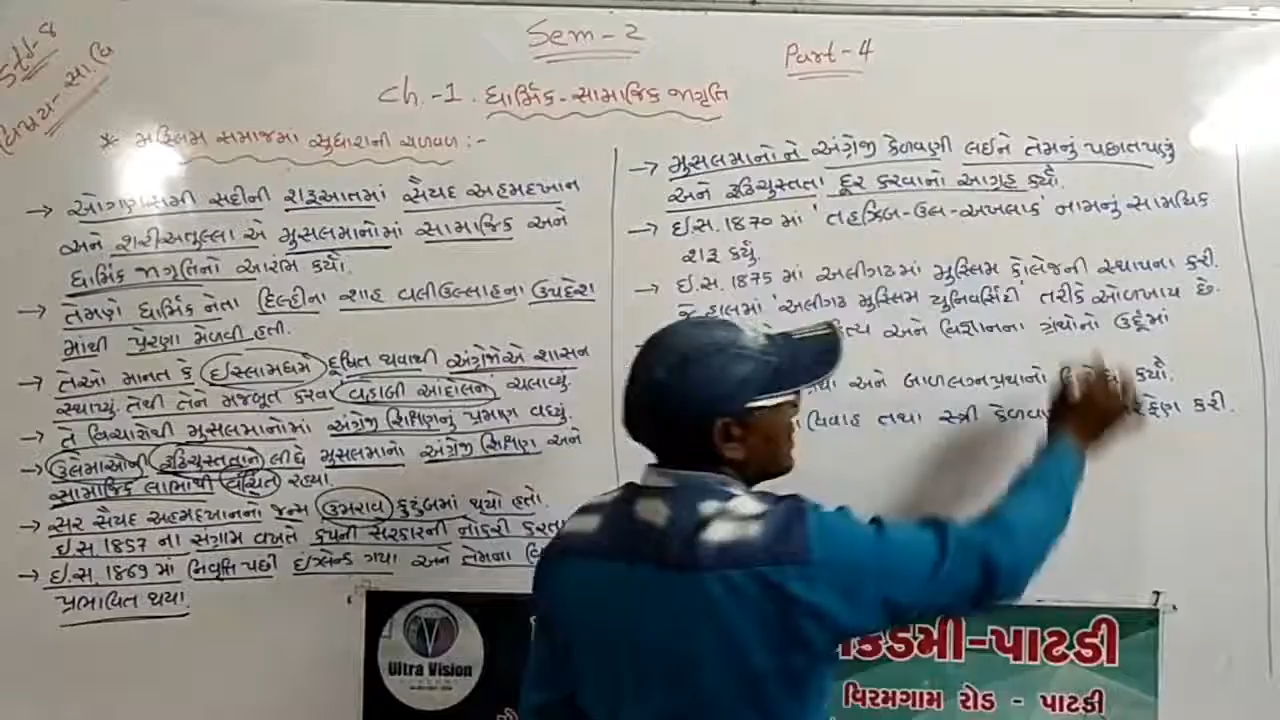 Std-8
વિષય- સા.વિ
Sem-2
Part-4
Ch.-1. ધાર્મિક-સામાજિક જાગૃતિ
* મુસ્લિમ સમાજમાં સુધારાની ચળવળ :-
→ ઓગણીસમી સદીની શરૂઆતમાં સૈયદ અહમદખાન
અને શરીઅતુલ્લા એ મુસલમાનોમાં સામાજિક અને
ધાર્મિક જાગૃતિનો આરંભ કર્યો.
→ તેમણે ધાર્મિક નેતા દિલ્હીના શાહ વલીઉલ્લાહના ઉપદેશ
માંથી પ્રેરણા મેળવી હતી.
→ તેઓ માનતા કે ઇસ્લામધર્મ દૂષિત થવાથી અંગ્રેજોએ શાસન
સ્થાપ્યું. તેથી તેને મજબૂત કરવા વહાબી આંદોલન ચલાવ્યું.
→ તે વિચારોથી મુસલમાનોમાં અંગ્રેજી શિક્ષણનું પ્રમાણ વધ્યું.
→ ઉલેમાઓની રૂઢિચુસ્તતાને લીધે મુસલમાનો અંગ્રેજી શિક્ષણ અને
સામાજિક લાભોથી વંચિત રહ્યા.
→ સર સૈયદ અહમદખાનનો જન્મ ઉમરાવ કુટુંબમાં થયો હતો.
ઇ.સ. 1857 ના સંગ્રામ વખતે કંપની સરકારની નોકરી કરતા
→ ઇ.સ. 1869 માં નિવૃત્તિ પછી ઇંગ્લેન્ડ ગયા અને તેમના
પ્રભાવિત થયા.
→ મુસલમાનોને અંગ્રેજી કેળવણી લઈને તેમનું પછાતપણું
અને રૂઢિચુસ્તતા દૂર કરવાનો આગ્રહ કર્યો.
→ ઇ.સ. 1870 માં 'તહઝિબ-ઉલ-અખલાક' નામનું સામયિક
શરૂ કર્યું.
→ ઇ.સ. 1875 માં અલીગઢમાં મુસ્લિમ કોલેજની સ્થાપના કરી.
જે હાલમાં 'અલીગઢ મુસ્લિમ યુનિવર્સિટી' તરીકે ઓળખાય છે.
અને વિજ્ઞાનના ગ્રંથોનો ઉર્દૂમાં
અને બાળલગ્નપ્રથાનો કર્યો.
વિવાહ તથા સ્ત્રી કરી.
Ultra Vision
કેડમી-પાટડી
વિરમગામ રોડ - પાટડી